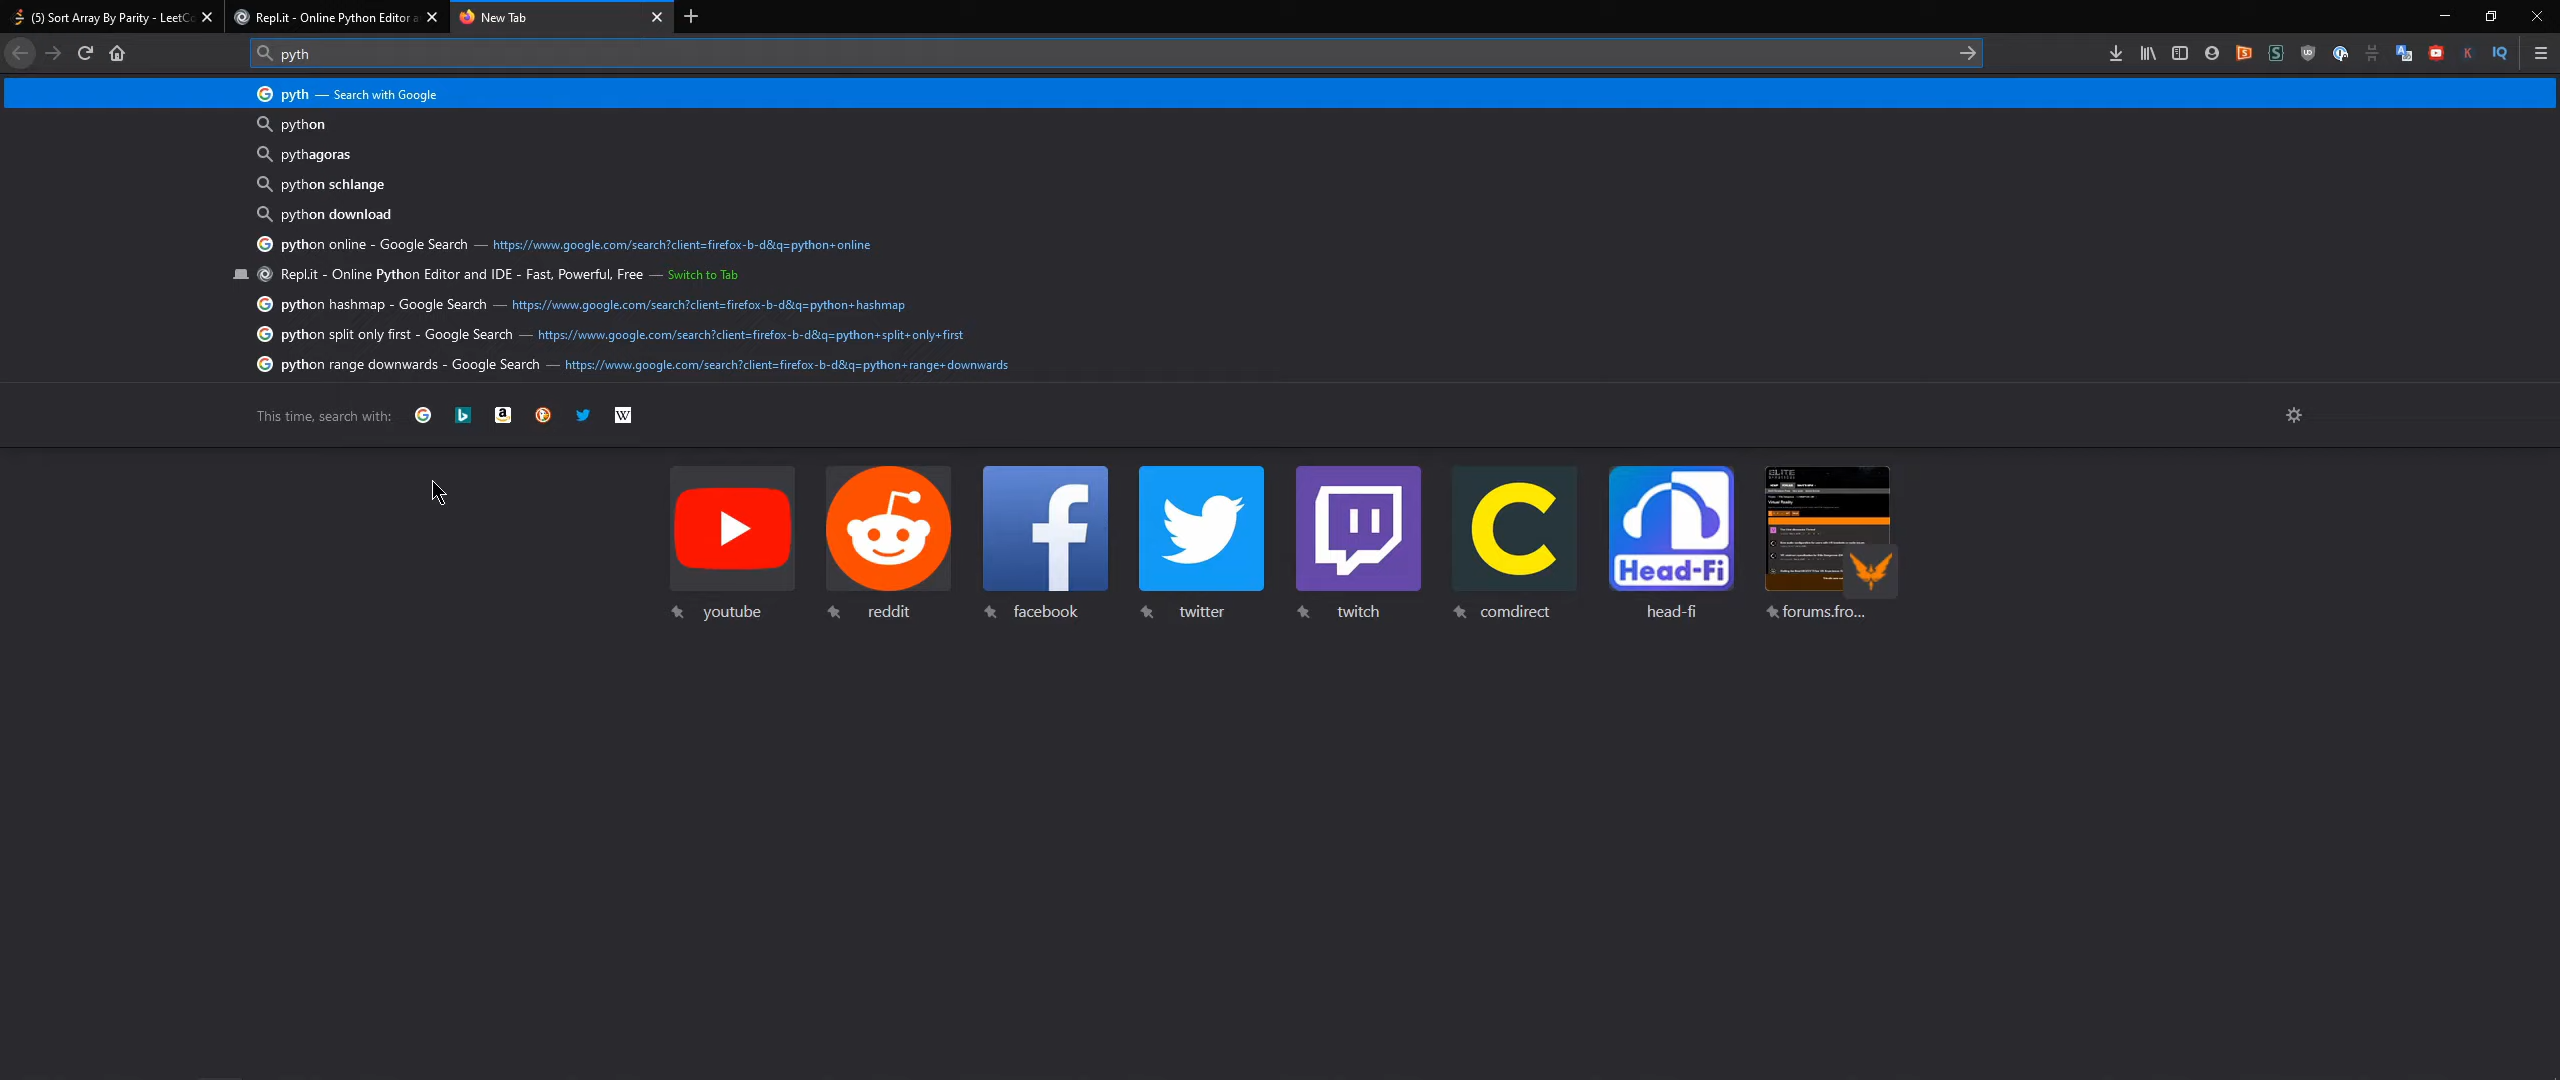 (5) Sort Array By Parity - LeetCo
Repl.it - Online Python Editor a
New Tab
pyth
pyth — Search with Google
python
pythagoras
python schlange
python download
python online - Google Search — https://www.google.com/search?client=firefox-b-d&q=python+online
Repl.it - Online Python Editor and IDE - Fast, Powerful, Free — Switch to Tab
python hashmap - Google Search — https://www.google.com/search?client=firefox-b-d&q=python+hashmap
python split only first - Google Search — https://www.google.com/search?client=firefox-b-d&q=python+split+only+first
python range downwards - Google Search — https://www.google.com/search?client=firefox-b-d&q=python+range+downwards
This time, search with:
Head-Fi
youtube
reddit
facebook
twitter
twitch
comdirect
head-fi
forums.fro...